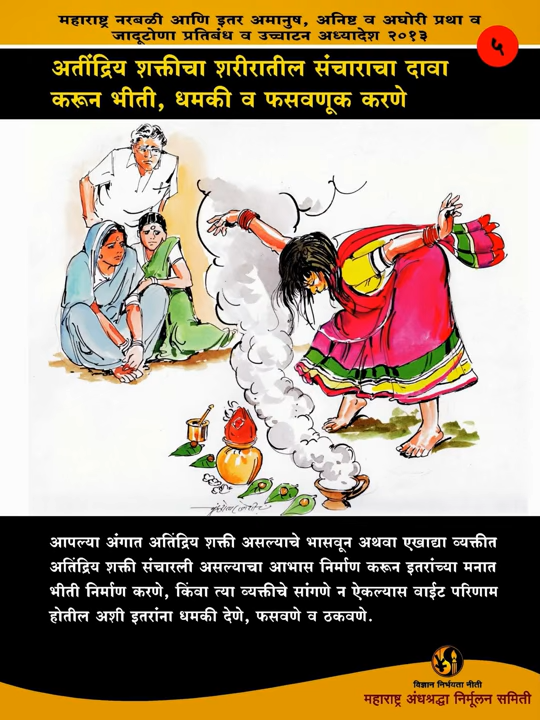 महाराष्ट्र नरबळी आणि इतर अमानुष, अनिष्ट व अघोरी प्रथा व
जादूटोणा प्रतिबंध व उच्चाटन अध्यादेश २०१३
५
अतींद्रिय शक्तीचा शरीरातील संचाराचा दावा
करून भीती, धमकी व फसवणूक करणे
आपल्या अंगात अतिंद्रिय शक्ती असल्याचे भासवून अथवा एखाद्या व्यक्तीत
अतिंद्रिय शक्ती संचारली असल्याचा आभास निर्माण करून इतरांच्या मनात
भीती निर्माण करणे, किंवा त्या व्यक्तीचे सांगणे न ऐकल्यास वाईट परिणाम
होतील अशी इतरांना धमकी देणे, फसवणे व ठकवणे.
विज्ञान निर्भयता नीती
महाराष्ट्र अंधश्रद्धा निर्मूलन समिती